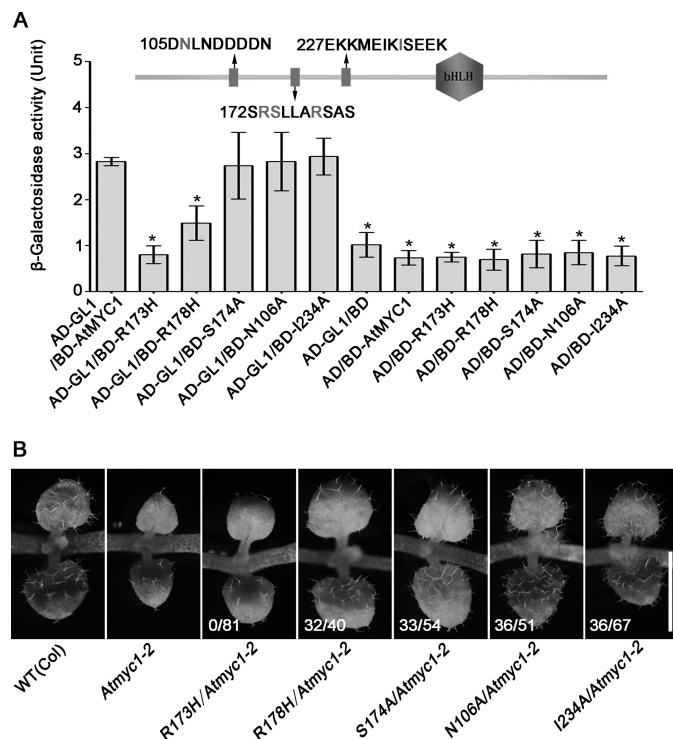 A
105DNLNDDDDN
227EKKMEIKISEEK
bHLH
172SRSLLARSAS
β-Galactosidase activity (Unit)
5
4
3
2
1
0
* * * * * * * * *
AD-GL1
/BD-AtMYC1
AD-GL1/BD-R173H
AD-GL1/BD-R178H
AD-GL1/BD-S174A
AD-GL1/BD-N106A
AD-GL1/BD-I234A
AD-GL1/BD
AD/BD-AtMYC1
AD/BD-R173H
AD/BD-R178H
AD/BD-S174A
AD/BD-N106A
AD/BD-I234A
B
0/81
32/40
33/54
36/51
36/67
WT(Col)
Atmyc1-2
R173H/Atmyc1-2
R178H/Atmyc1-2
S174A/Atmyc1-2
N106A/Atmyc1-2
I234A/Atmyc1-2